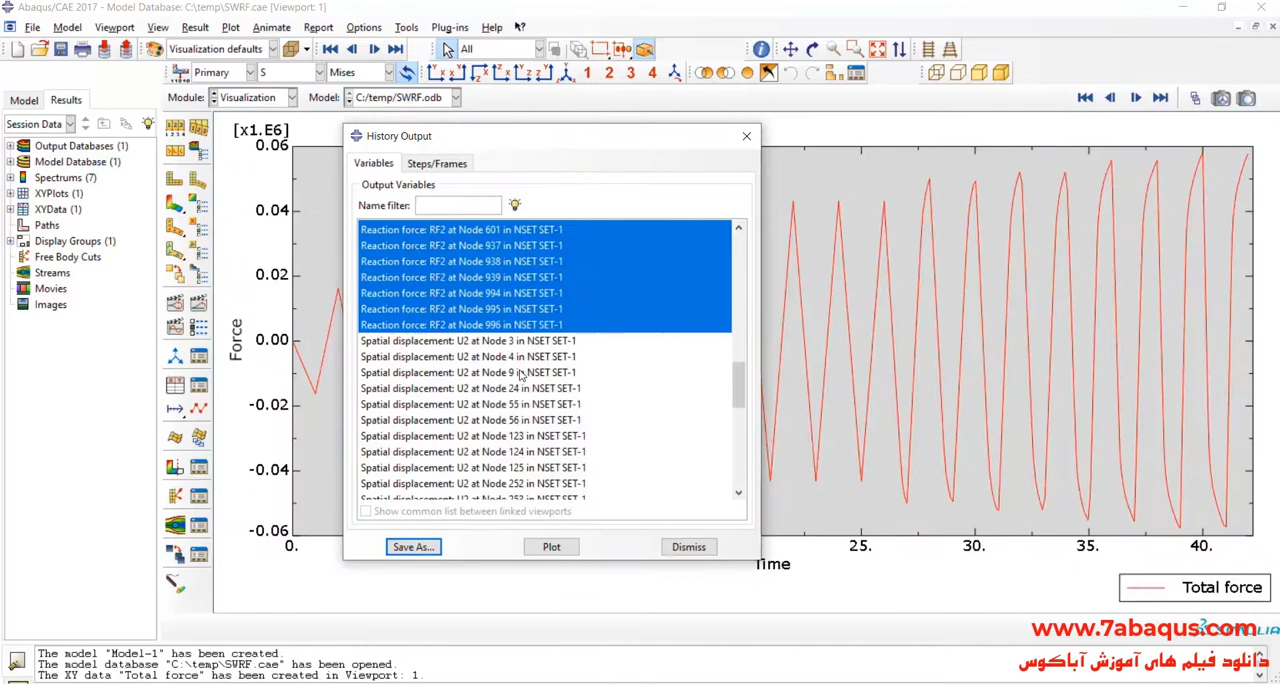 Abaqus/CAE 2017 - Model Database: C:\temp\SWRF.cae [Viewport: 1]
File Model Viewport View Result Plot Animate Report Options Tools Plug-ins Help
Visualization defaults All
Primary S Mises 1 2 3 4
Model Results Module: Visualization Model: C:/temp/SWRF.odb
Session Data
Output Databases (1)
Model Database (1)
Spectrums (7)
XYPlots (1)
XYData (1)
Paths
Display Groups (1)
Free Body Cuts
Streams
Movies
Images
[x1.E6]
0.06
0.04
0.02
0.00
-0.02
-0.04
-0.06
Force
0. 25. 30. 35. 40.
Time
Total force
History Output
Variables Steps/Frames
Output Variables
Name filter:
Reaction force: RF2 at Node 601 in NSET SET-1
Reaction force: RF2 at Node 937 in NSET SET-1
Reaction force: RF2 at Node 938 in NSET SET-1
Reaction force: RF2 at Node 939 in NSET SET-1
Reaction force: RF2 at Node 994 in NSET SET-1
Reaction force: RF2 at Node 995 in NSET SET-1
Reaction force: RF2 at Node 996 in NSET SET-1
Spatial displacement: U2 at Node 3 in NSET SET-1
Spatial displacement: U2 at Node 4 in NSET SET-1
Spatial displacement: U2 at Node 9 in NSET SET-1
Spatial displacement: U2 at Node 24 in NSET SET-1
Spatial displacement: U2 at Node 55 in NSET SET-1
Spatial displacement: U2 at Node 56 in NSET SET-1
Spatial displacement: U2 at Node 123 in NSET SET-1
Spatial displacement: U2 at Node 124 in NSET SET-1
Spatial displacement: U2 at Node 125 in NSET SET-1
Spatial displacement: U2 at Node 252 in NSET SET-1
Spatial displacement: U2 at Node 253 in NSET SET-1
Show common list between linked viewports
Save As... Plot Dismiss
www.7abaqus.com
دانلود فیلم های آموزش آباکوس
The model "Model-1" has been created.
The model database "C:\temp\SWRF.cae" has been opened.
The XY data "Total force" has been created in Viewport: 1.